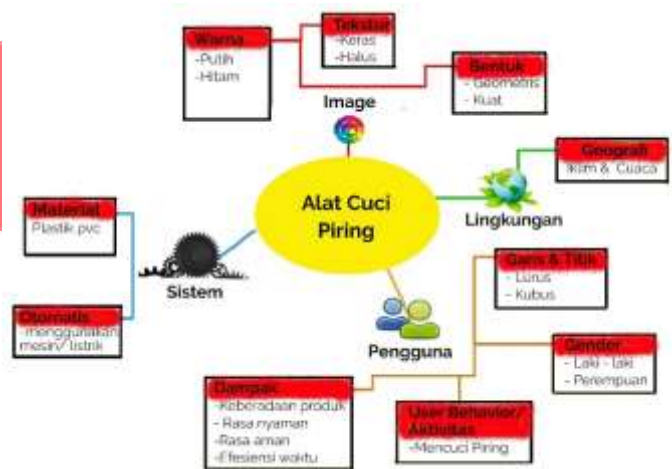 Warna
-Putih
-Hitam
Tekstur
-Keras
-Halus
Bentuk
- Geometris
- Kuat
Image
Geografi
Iklim & Cuaca
Lingkungan
Alat Cuci
Piring
Material
Plastik pvc
Sistem
Otomatis
-menggunakan
mesin/ listrik
Garis & Titik
- Lurus
- Kubus
Pengguna
Gender
- Laki - laki
- Perempuan
Dampak
-Keberadaan produk
- Rasa nyaman
-Rasa aman
-Efesiensi waktu
User Behavior/
Aktivitas
-Mencuci Piring